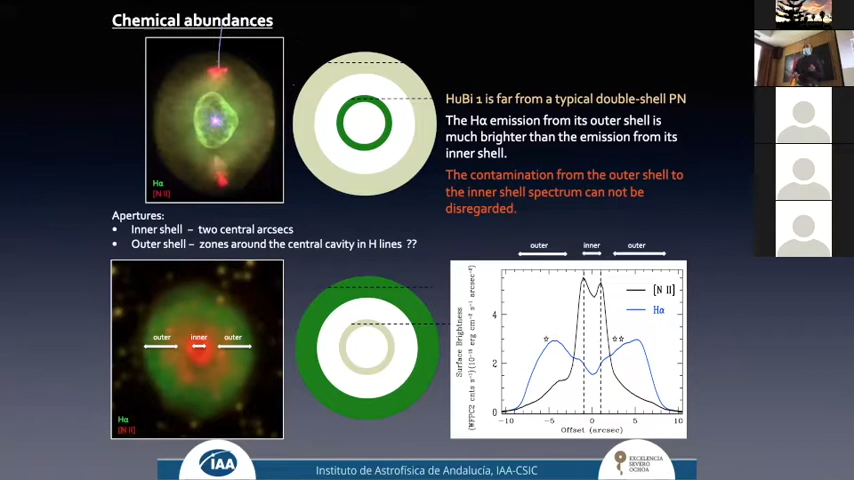 Chemical abundances
Hα
[N II]
HuBi 1 is far from a typical double-shell PN
The Hα emission from its outer shell is
much brighter than the emission from its
inner shell.
The contamination from the outer shell to
the inner shell spectrum can not be
disregarded.
Apertures:
• Inner shell – two central arcsecs
• Outer shell – zones around the central cavity in H lines ??
outer inner outer
Hα
[N II]
outer inner outer
[N II]
Hα
Surface Brightness
(WFPC2 cnts s⁻¹)(10⁻¹⁵ erg cm⁻² s⁻¹ arcsec⁻²)
4
2
0
-10 -5 0 5 10
Offset (arcsec)
IAA
Instituto de Astrofísica de Andalucía, IAA-CSIC
EXCELENCIA
SEVERO
OCHOA